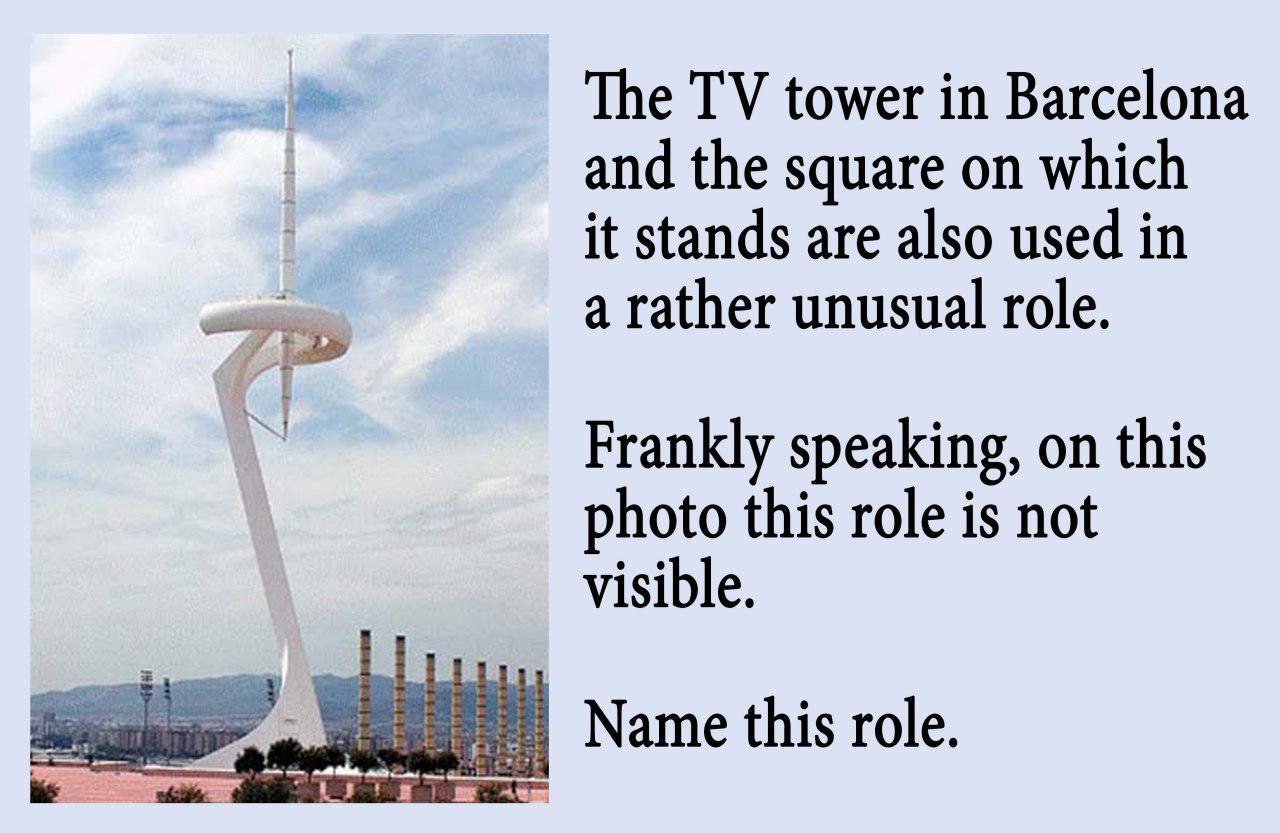 The TV tower in Barcelona
and the square on which
it stands are also used in
a rather unusual role.
Frankly speaking, on this
photo this role is not
visible.
Name this role.